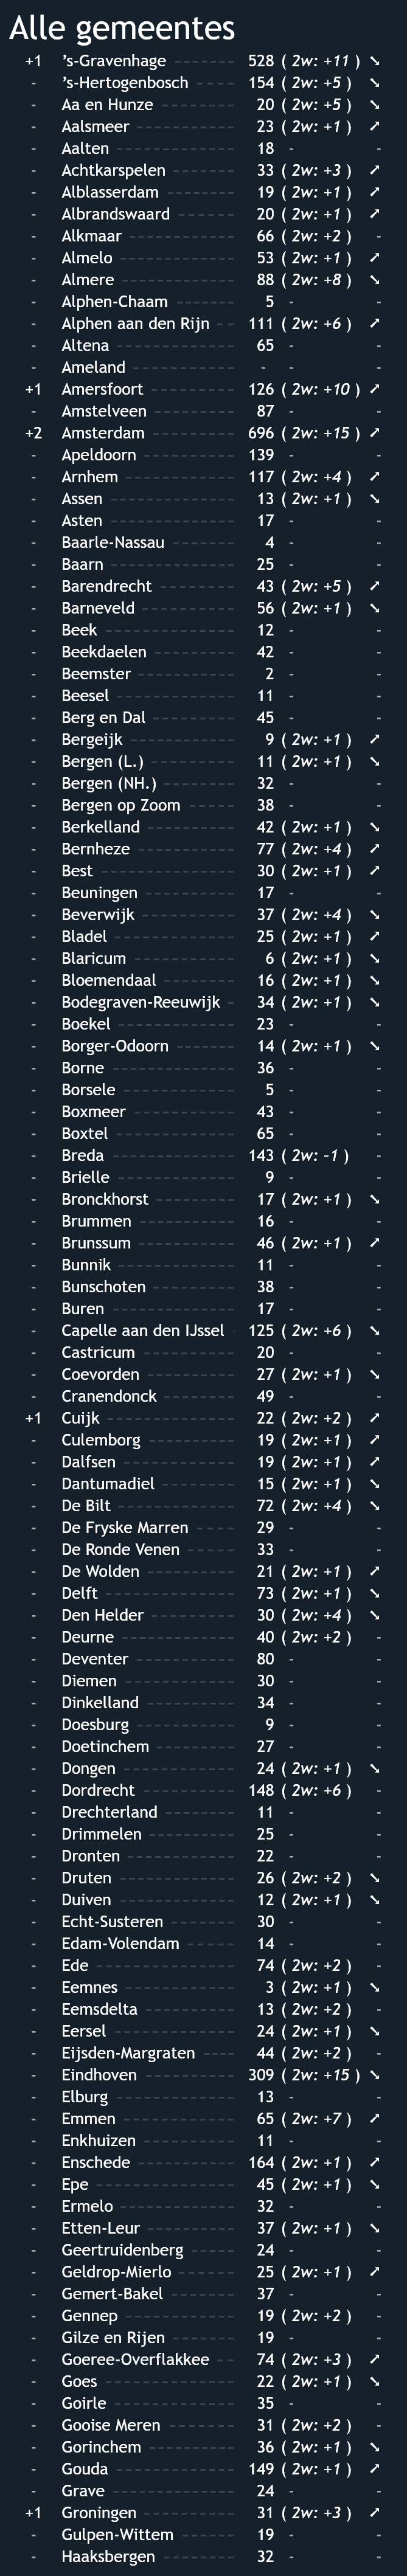 Alle gemeentes
+1 ’s-Gravenhage 528 ( 2w: +11 ) ➘
- ’s-Hertogenbosch 154 ( 2w: +5 ) ➘
- Aa en Hunze 20 ( 2w: +5 ) ➘
- Aalsmeer 23 ( 2w: +1 ) ➚
- Aalten 18 - -
- Achtkarspelen 33 ( 2w: +3 ) ➚
- Alblasserdam 19 ( 2w: +1 ) ➚
- Albrandswaard 20 ( 2w: +1 ) ➚
- Alkmaar 66 ( 2w: +2 ) -
- Almelo 53 ( 2w: +1 ) ➚
- Almere 88 ( 2w: +8 ) ➘
- Alphen-Chaam 5 - -
- Alphen aan den Rijn 111 ( 2w: +6 ) ➚
- Altena 65 - -
- Ameland - - -
+1 Amersfoort 126 ( 2w: +10 ) ➚
- Amstelveen 87 - -
+2 Amsterdam 696 ( 2w: +15 ) ➚
- Apeldoorn 139 - -
- Arnhem 117 ( 2w: +4 ) ➚
- Assen 13 ( 2w: +1 ) ➘
- Asten 17 - -
- Baarle-Nassau 4 - -
- Baarn 25 - -
- Barendrecht 43 ( 2w: +5 ) ➚
- Barneveld 56 ( 2w: +1 ) ➘
- Beek 12 - -
- Beekdaelen 42 - -
- Beemster 2 - -
- Beesel 11 - -
- Berg en Dal 45 - -
- Bergeijk 9 ( 2w: +1 ) ➚
- Bergen (L.) 11 ( 2w: +1 ) ➘
- Bergen (NH.) 32 - -
- Bergen op Zoom 38 - -
- Berkelland 42 ( 2w: +1 ) ➘
- Bernheze 77 ( 2w: +4 ) ➚
- Best 30 ( 2w: +1 ) ➚
- Beuningen 17 - -
- Beverwijk 37 ( 2w: +4 ) ➘
- Bladel 25 ( 2w: +1 ) ➚
- Blaricum 6 ( 2w: +1 ) ➘
- Bloemendaal 16 ( 2w: +1 ) ➘
- Bodegraven-Reeuwijk 34 ( 2w: +1 ) ➘
- Boekel 23 - -
- Borger-Odoorn 14 ( 2w: +1 ) ➘
- Borne 36 - -
- Borsele 5 - -
- Boxmeer 43 - -
- Boxtel 65 - -
- Breda 143 ( 2w: -1 ) -
- Brielle 9 - -
- Bronckhorst 17 ( 2w: +1 ) ➘
- Brummen 16 - -
- Brunssum 46 ( 2w: +1 ) ➚
- Bunnik 11 - -
- Bunschoten 38 - -
- Buren 17 - -
- Capelle aan den IJssel 125 ( 2w: +6 ) ➘
- Castricum 20 - -
- Coevorden 27 ( 2w: +1 ) ➘
- Cranendonck 49 - -
+1 Cuijk 22 ( 2w: +2 ) ➚
- Culemborg 19 ( 2w: +1 ) ➚
- Dalfsen 19 ( 2w: +1 ) ➚
- Dantumadiel 15 ( 2w: +1 ) ➘
- De Bilt 72 ( 2w: +4 ) ➘
- De Fryske Marren 29 - -
- De Ronde Venen 33 - -
- De Wolden 21 ( 2w: +1 ) ➚
- Delft 73 ( 2w: +1 ) ➘
- Den Helder 30 ( 2w: +4 ) ➘
- Deurne 40 ( 2w: +2 ) -
- Deventer 80 - -
- Diemen 30 - -
- Dinkelland 34 - -
- Doesburg 9 - -
- Doetinchem 27 - -
- Dongen 24 ( 2w: +1 ) ➘
- Dordrecht 148 ( 2w: +6 ) -
- Drechterland 11 - -
- Drimmelen 25 - -
- Dronten 22 - -
- Druten 26 ( 2w: +2 ) ➘
- Duiven 12 ( 2w: +1 ) ➘
- Echt-Susteren 30 - -
- Edam-Volendam 14 - -
- Ede 74 ( 2w: +2 ) -
- Eemnes 3 ( 2w: +1 ) ➘
- Eemsdelta 13 ( 2w: +2 ) -
- Eersel 24 ( 2w: +1 ) ➘
- Eijsden-Margraten 44 ( 2w: +2 ) -
- Eindhoven 309 ( 2w: +15 ) ➘
- Elburg 13 - -
- Emmen 65 ( 2w: +7 ) ➚
- Enkhuizen 11 - -
- Enschede 164 ( 2w: +1 ) ➚
- Epe 45 ( 2w: +1 ) ➘
- Ermelo 32 - -
- Etten-Leur 37 ( 2w: +1 ) ➘
- Geertruidenberg 24 - -
- Geldrop-Mierlo 25 ( 2w: +1 ) ➚
- Gemert-Bakel 37 - -
- Gennep 19 ( 2w: +2 ) -
- Gilze en Rijen 19 - -
- Goeree-Overflakkee 74 ( 2w: +3 ) ➚
- Goes 22 ( 2w: +1 ) ➘
- Goirle 35 - -
- Gooise Meren 31 ( 2w: +2 ) -
- Gorinchem 36 ( 2w: +1 ) ➘
- Gouda 149 ( 2w: +1 ) ➚
- Grave 24 - -
+1 Groningen 31 ( 2w: +3 ) ➚
- Gulpen-Wittem 19 - -
- Haaksbergen 32 - -